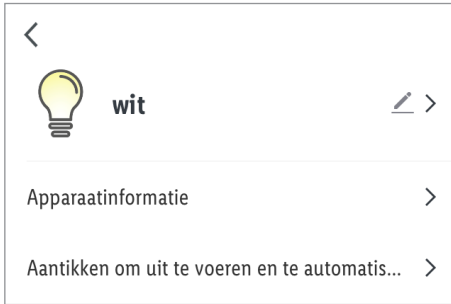 wit
Apparaatinformatie
Aantikken om uit te voeren en te automatis...